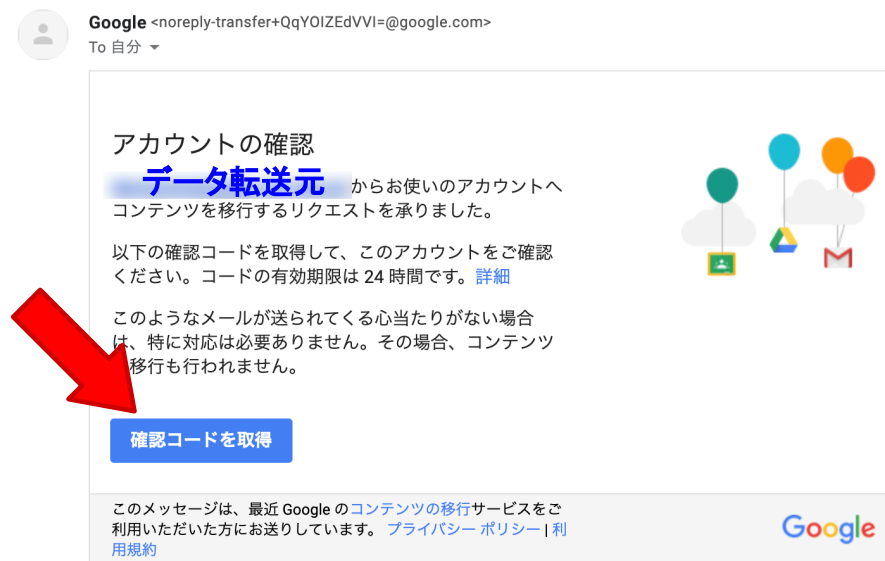 Google <noreply-transfer+QqYOIZEdVVI=@google.com>
To 自分
アカウントの確認
データ転送元 からお使いのアカウントへ
コンテンツを移行するリクエストを承りました。
以下の確認コードを取得して、このアカウントをご確認
ください。コードの有効期限は 24 時間です。詳細
このようなメールが送られてくる心当たりがない場合
は、特に対応は必要ありません。その場合、コンテンツ
移行も行われません。
確認コードを取得
このメッセージは、最近 Google のコンテンツの移行サービスをご
利用いただいた方にお送りしています。 プライバシー ポリシー | 利
用規約
Google